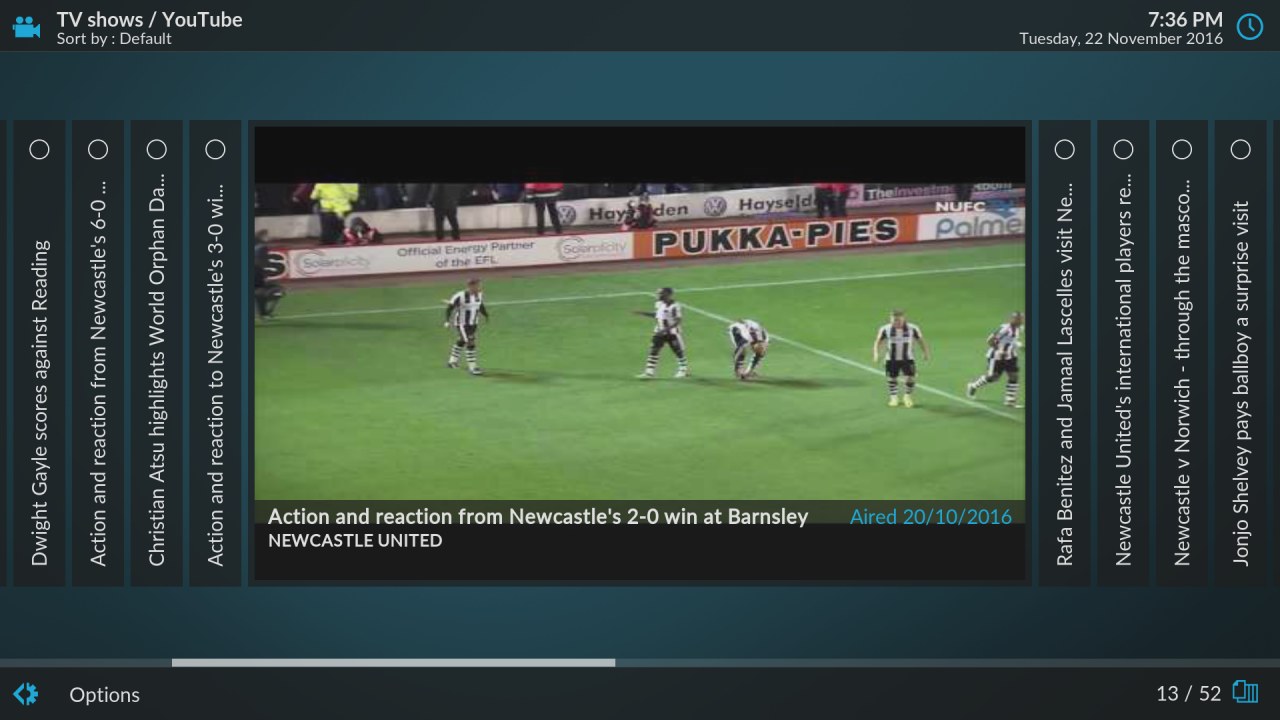 TV shows / YouTube
Sort by : Default
7:36 PM
Tuesday, 22 November 2016
Dwight Gayle scores against Reading
Action and reaction from Newcastle's 6-0 ...
Christian Atsu highlights World Orphan Da...
Action and reaction to Newcastle's 3-0 wi...
NUFC
Official Energy Partner
of the EFL
Solarplicity
PUKKA-PIES
Action and reaction from Newcastle's 2-0 win at Barnsley
Aired 20/10/2016
NEWCASTLE UNITED
Rafa Benitez and Jamaal Lascelles visit Ne...
Newcastle United's international players re...
Newcastle v Norwich - through the masco...
Jonjo Shelvey pays ballboy a surprise visit
Options
13 / 52